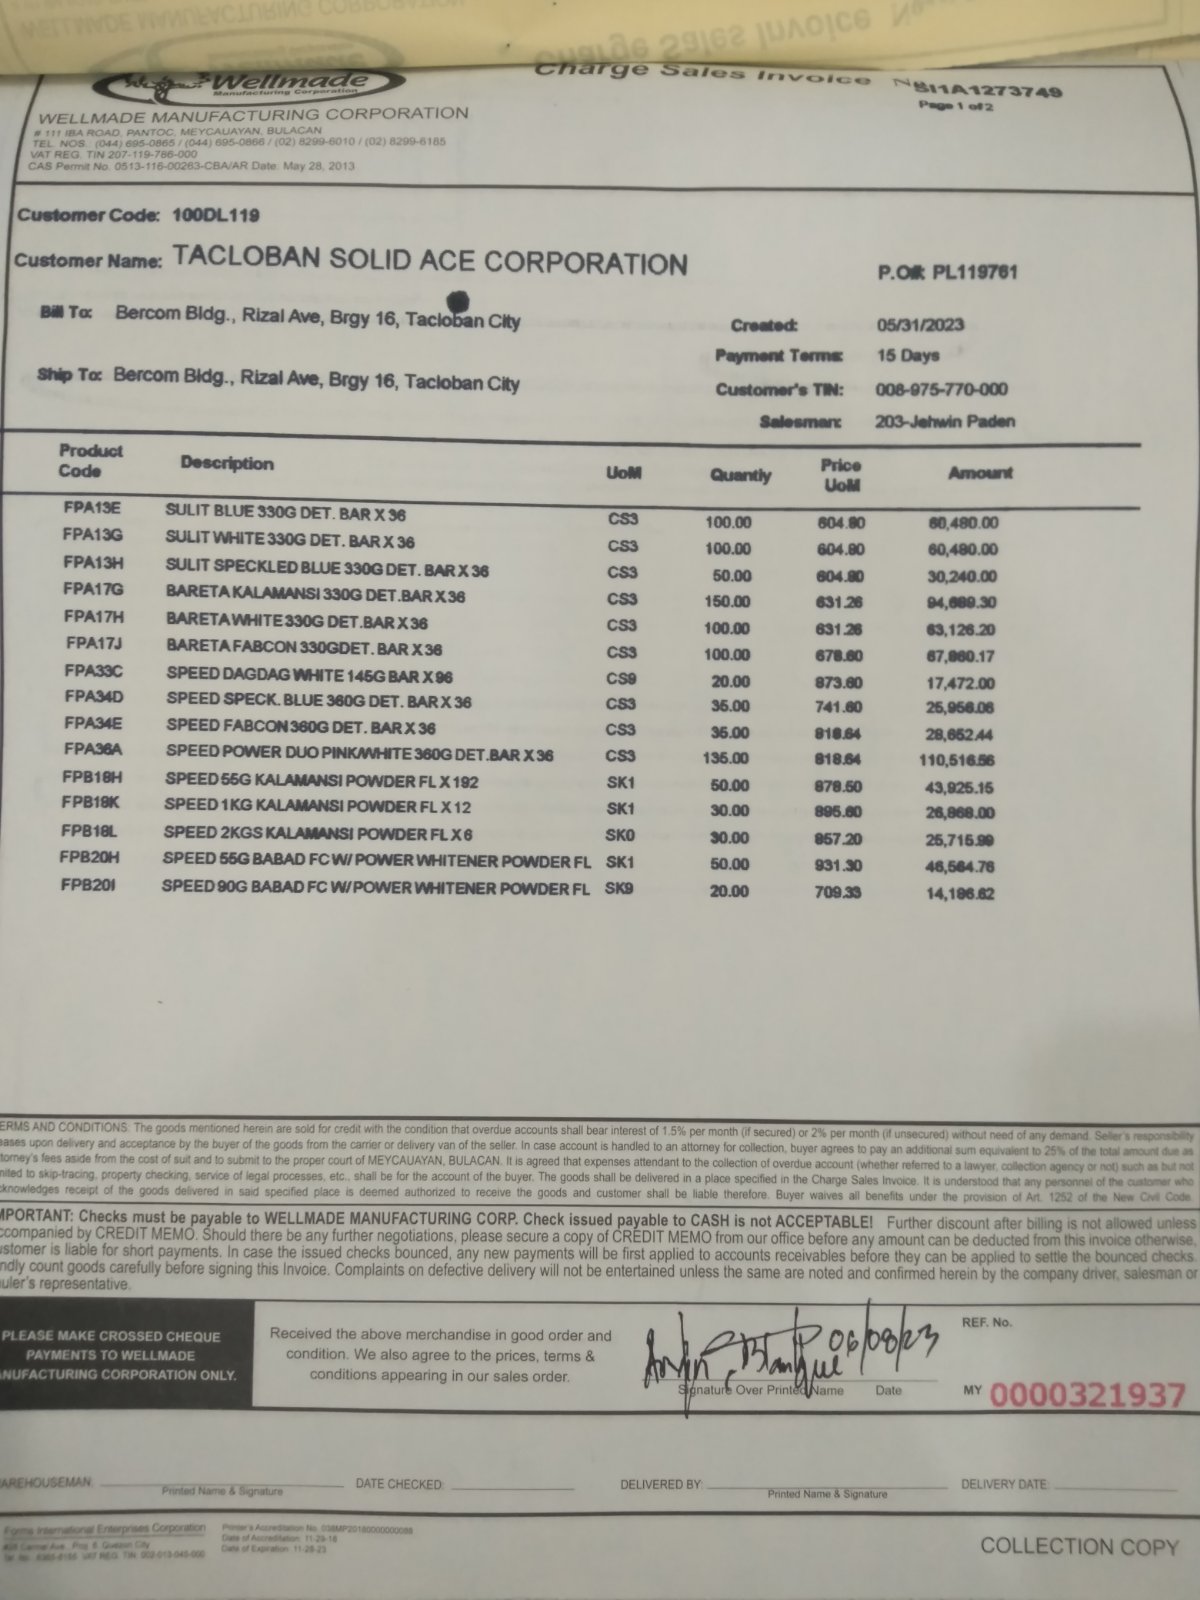 WELLMADE MANUFACTURING CORPORATION
Charge Sales Invoice No.
Wellmade
Manufacturing Corporation
Charge Sales Invoice No
SI1A1273749
Page 1 of 2
WELLMADE MANUFACTURING CORPORATION
# 111 IBA ROAD, PANTOC, MEYCAUAYAN, BULACAN
TEL. NOS. (044) 695-0865 / (044) 695-0866 / (02) 8299-6010 / (02) 8299-6185
VAT REG. TIN 207-119-786-000
CAS Permit No. 0513-116-00263-CBA/AR Date: May 28, 2013
Customer Code: 100DL119
Customer Name: TACLOBAN SOLID ACE CORPORATION
P.O#: PL119761
Bill To: Bercom Bldg., Rizal Ave, Brgy 16, Tacloban City
Created: 05/31/2023
Payment Terms: 15 Days
Ship To: Bercom Bldg., Rizal Ave, Brgy 16, Tacloban City
Customer's TIN: 008-975-770-000
Salesman: 203-Jehwin Paden
Product Code Description UoM Quantly Price UoM Amount
FPA13E SULIT BLUE 330G DET. BAR X 36 CS3 100.00 604.80 60,480.00
FPA13G SULIT WHITE 330G DET. BAR X 36 CS3 100.00 604.80 60,480.00
FPA13H SULIT SPECKLED BLUE 330G DET. BAR X 36 CS3 50.00 604.80 30,240.00
FPA17G BARETA KALAMANSI 330G DET.BAR X 36 CS3 150.00 631.26 94,689.30
FPA17H BARETA WHITE 330G DET.BAR X 36 CS3 100.00 631.26 63,126.20
FPA17J BARETA FABCON 330GDET. BAR X 36 CS3 100.00 678.60 67,860.17
FPA33C SPEED DAGDAG WHITE 145G BAR X 96 CS9 20.00 873.60 17,472.00
FPA34D SPEED SPECK. BLUE 360G DET. BAR X 36 CS3 35.00 741.60 25,956.06
FPA34E SPEED FABCON 360G DET. BAR X 36 CS3 35.00 818.64 28,652.44
FPA36A SPEED POWER DUO PINK/WHITE 360G DET.BAR X 36 CS3 135.00 818.64 110,516.56
FPB18H SPEED 55G KALAMANSI POWDER FL X 192 SK1 50.00 878.50 43,925.15
FPB18K SPEED 1KG KALAMANSI POWDER FL X 12 SK1 30.00 895.60 26,868.00
FPB18L SPEED 2KGS KALAMANSI POWDER FL X 6 SK0 30.00 857.20 25,715.99
FPB20H SPEED 55G BABAD FC W/ POWER WHITENER POWDER FL SK1 50.00 931.30 46,564.76
FPB20I SPEED 90G BABAD FC W/ POWER WHITENER POWDER FL SK9 20.00 709.33 14,186.62
ERMS AND CONDITIONS: The goods mentioned herein are sold for credit with the condition that overdue accounts shall bear interest of 1.5% per month (if secured) or 2% per month (if unsecured) without need of any demand. Seller's responsibility
eases upon delivery and acceptance by the buyer of the goods from the carrier or delivery van of the seller. In case account is handled to an attorney for collection, buyer agrees to pay an additional sum equivalent to 25% of the total amount due as
torney's fees aside from the cost of suit and to submit to the proper court of MEYCAUAYAN, BULACAN. It is agreed that expenses attendant to the collection of overdue account (whether referred to a lawyer, collection agency or not) such as but not
mited to skip-tracing, property checking, service of legal processes, etc., shall be for the account of the buyer. The goods shall be delivered in a place specified in the Charge Sales Invoice. It is understood that any personnel of the customer who
cknowledges receipt of the goods delivered in said specified place is deemed authorized to receive the goods and customer shall be liable therefore. Buyer waives all benefits under the provision of Art. 1252 of the New Civil Code.
MPORTANT: Checks must be payable to WELLMADE MANUFACTURING CORP. Check issued payable to CASH is not ACCEPTABLE! Further discount after billing is not allowed unless
ccompanied by CREDIT MEMO. Should there be any further negotiations, please secure a copy of CREDIT MEMO from our office before any amount can be deducted from this invoice otherwise,
ustomer is liable for short payments. In case the issued checks bounced, any new payments will be first applied to accounts receivables before they can be applied to settle the bounced checks.
ndly count goods carefully before signing this Invoice. Complaints on defective delivery will not be entertained unless the same are noted and confirmed herein by the company driver, salesman or
uler's representative.
PLEASE MAKE CROSSED CHEQUE
PAYMENTS TO WELLMADE
ANUFACTURING CORPORATION ONLY.
Received the above merchandise in good order and
condition. We also agree to the prices, terms &
conditions appearing in our sales order.
06/08/23
Signature Over Printed Name Date
REF. No.
MY 0000321937
AREHOUSEMAN:
Printed Name & Signature
DATE CHECKED:
DELIVERED BY:
Printed Name & Signature
DELIVERY DATE:
Forms International Enterprises Corporation
Printer's Accreditation No. 038MP20180000000088
Date of Accreditation: 11-29-18
Date of Expiration: 11-28-23
COLLECTION COPY